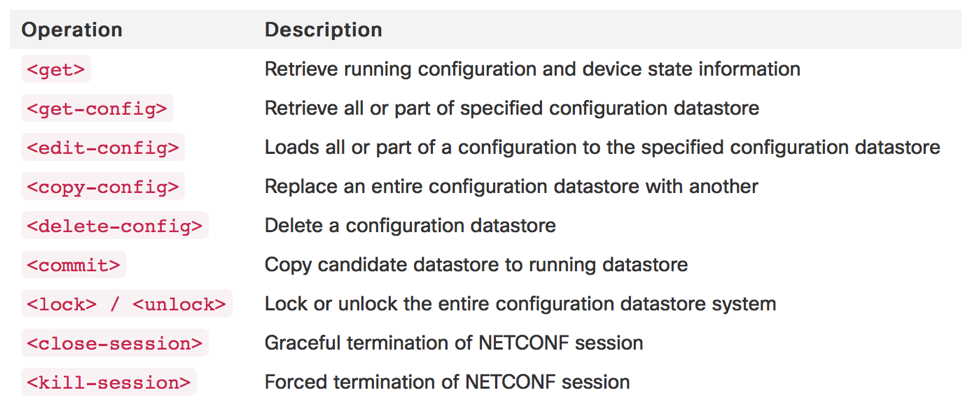 Operation Description
<get> Retrieve running configuration and device state information
<get-config> Retrieve all or part of specified configuration datastore
<edit-config> Loads all or part of a configuration to the specified configuration datastore
<copy-config> Replace an entire configuration datastore with another
<delete-config> Delete a configuration datastore
<commit> Copy candidate datastore to running datastore
<lock> / <unlock> Lock or unlock the entire configuration datastore system
<close-session> Graceful termination of NETCONF session
<kill-session> Forced termination of NETCONF session